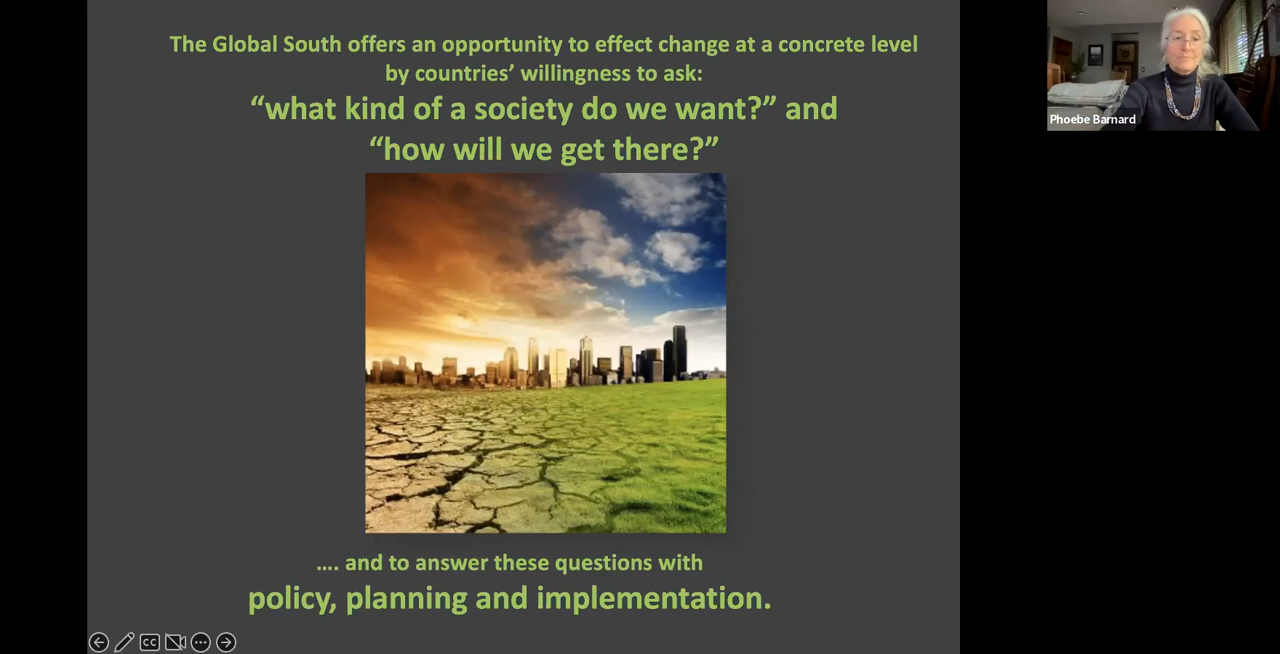 The Global South offers an opportunity to effect change at a concrete level
by countries’ willingness to ask:
“what kind of a society do we want?” and
“how will we get there?”
Phoebe Barnard
…. and to answer these questions with
policy, planning and implementation.
CC